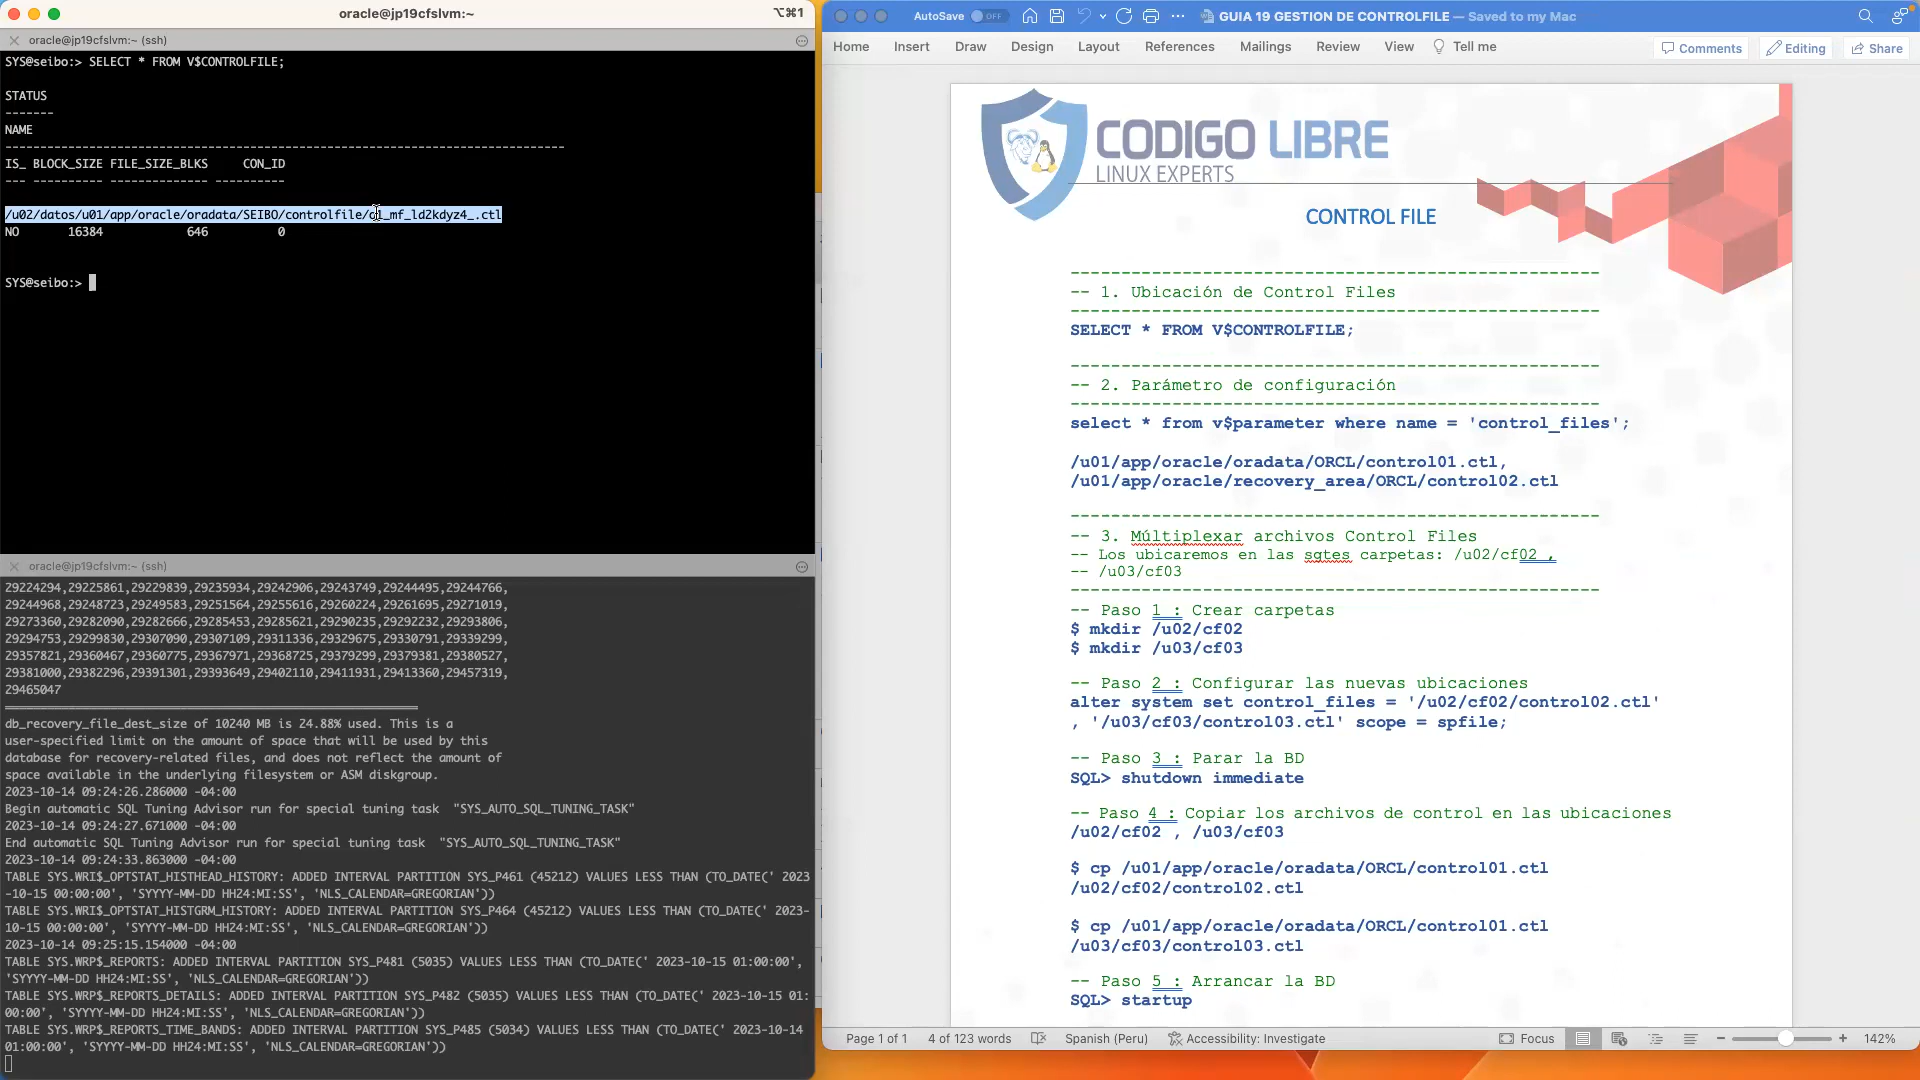 oracle@jp19cfslvm:~
⌥⌘1
oracle@jp19cfslvm:~ (ssh)
SYS@seibo:> SELECT * FROM V$CONTROLFILE;
STATUS
-------
NAME
--------------------------------------------------------------------------------
IS_ BLOCK_SIZE FILE_SIZE_BLKS     CON_ID
--- ---------- -------------- ----------
/u02/datos/u01/app/oracle/oradata/SEIBO/controlfile/o1_mf_ld2kdyz4_.ctl
NO       16384            646          0
SYS@seibo:>
oracle@jp19cfslvm:~ (ssh)
29224294,29225861,29229839,29235934,29242906,29243749,29244495,29244766,
29244968,29248723,29249583,29251564,29255616,29260224,29261695,29271019,
29273360,29282090,29282666,29285453,29285621,29290235,29292232,29293806,
29294753,29299830,29307090,29307109,29311336,29329675,29330791,29339299,
29357821,29360467,29360775,29367971,29368725,29379299,29379381,29380527,
29381000,29382296,29391301,29393649,29402110,29411931,29413360,29457319,
29465047
===========================================================
db_recovery_file_dest_size of 10240 MB is 24.88% used. This is a
user-specified limit on the amount of space that will be used by this
database for recovery-related files, and does not reflect the amount of
space available in the underlying filesystem or ASM diskgroup.
2023-10-14 09:24:26.286000 -04:00
Begin automatic SQL Tuning Advisor run for special tuning task  "SYS_AUTO_SQL_TUNING_TASK"
2023-10-14 09:24:27.671000 -04:00
End automatic SQL Tuning Advisor run for special tuning task  "SYS_AUTO_SQL_TUNING_TASK"
2023-10-14 09:24:33.863000 -04:00
TABLE SYS.WRI$_OPTSTAT_HISTHEAD_HISTORY: ADDED INTERVAL PARTITION SYS_P461 (45212) VALUES LESS THAN (TO_DATE(' 2023
-10-15 00:00:00', 'SYYYY-MM-DD HH24:MI:SS', 'NLS_CALENDAR=GREGORIAN'))
TABLE SYS.WRI$_OPTSTAT_HISTGRM_HISTORY: ADDED INTERVAL PARTITION SYS_P464 (45212) VALUES LESS THAN (TO_DATE(' 2023-
10-15 00:00:00', 'SYYYY-MM-DD HH24:MI:SS', 'NLS_CALENDAR=GREGORIAN'))
2023-10-14 09:25:15.154000 -04:00
TABLE SYS.WRP$_REPORTS: ADDED INTERVAL PARTITION SYS_P481 (5035) VALUES LESS THAN (TO_DATE(' 2023-10-15 01:00:00',
'SYYYY-MM-DD HH24:MI:SS', 'NLS_CALENDAR=GREGORIAN'))
TABLE SYS.WRP$_REPORTS_DETAILS: ADDED INTERVAL PARTITION SYS_P482 (5035) VALUES LESS THAN (TO_DATE(' 2023-10-15 01:
00:00', 'SYYYY-MM-DD HH24:MI:SS', 'NLS_CALENDAR=GREGORIAN'))
TABLE SYS.WRP$_REPORTS_TIME_BANDS: ADDED INTERVAL PARTITION SYS_P485 (5034) VALUES LESS THAN (TO_DATE(' 2023-10-14
01:00:00', 'SYYYY-MM-DD HH24:MI:SS', 'NLS_CALENDAR=GREGORIAN'))
AutoSave OFF
GUIA 19 GESTION DE CONTROLFILE — Saved to my Mac
Home Insert Draw Design Layout References Mailings Review View Tell me
Comments Editing Share
CODIGO LIBRE
LINUX EXPERTS
CONTROL FILE
----------------------------------------------------
-- 1. Ubicación de Control Files
----------------------------------------------------
SELECT * FROM V$CONTROLFILE;
----------------------------------------------------
-- 2. Parámetro de configuración
----------------------------------------------------
select * from v$parameter where name = 'control_files';
/u01/app/oracle/oradata/ORCL/control01.ctl,
/u01/app/oracle/recovery_area/ORCL/control02.ctl
----------------------------------------------------
-- 3. Múltiplexar archivos Control Files
-- Los ubicaremos en las sgtes carpetas: /u02/cf02 ,
-- /u03/cf03
----------------------------------------------------
-- Paso 1 : Crear carpetas
$ mkdir /u02/cf02
$ mkdir /u03/cf03
-- Paso 2 : Configurar las nuevas ubicaciones
alter system set control_files = '/u02/cf02/control02.ctl'
, '/u03/cf03/control03.ctl' scope = spfile;
-- Paso 3 : Parar la BD
SQL> shutdown immediate
-- Paso 4 : Copiar los archivos de control en las ubicaciones
/u02/cf02 , /u03/cf03
$ cp /u01/app/oracle/oradata/ORCL/control01.ctl
/u02/cf02/control02.ctl
$ cp /u01/app/oracle/oradata/ORCL/control01.ctl
/u03/cf03/control03.ctl
-- Paso 5 : Arrancar la BD
SQL> startup
Page 1 of 1 4 of 123 words Spanish (Peru) Accessibility: Investigate Focus 142%